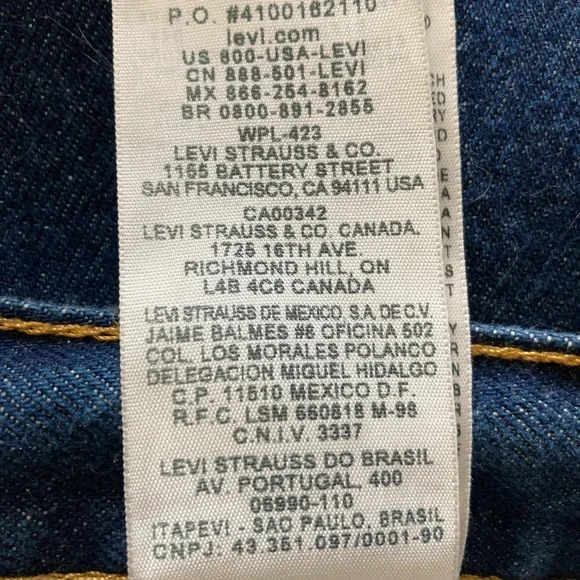 P.O. #4100162110
levi.com
US 800-USA-LEVI
CN 888-501-LEVI
MX 866-254-8162
BR 0800-891-2855
WPL-423
LEVI STRAUSS & CO.
1155 BATTERY STREET
SAN FRANCISCO, CA 94111 USA
CA00342
LEVI STRAUSS & CO. CANADA.
1725 16TH AVE.
RICHMOND HILL, ON
L4B 4C6 CANADA
LEVI STRAUSS DE MEXICO S.A. DE C.V.
JAIME BALMES #8 OFICINA 502
COL. LOS MORALES POLANCO
DELEGACION MIGUEL HIDALGO
C.P. 11510 MEXICO D.F.
R.F.C. LSM 660818 M-98
C.N.I.V. 3337
LEVI STRAUSS DO BRASIL
AV. PORTUGAL, 400
06690-110
ITAPEVI - SAO PAULO, BRASIL
CNPJ: 43.351.097/0001-90